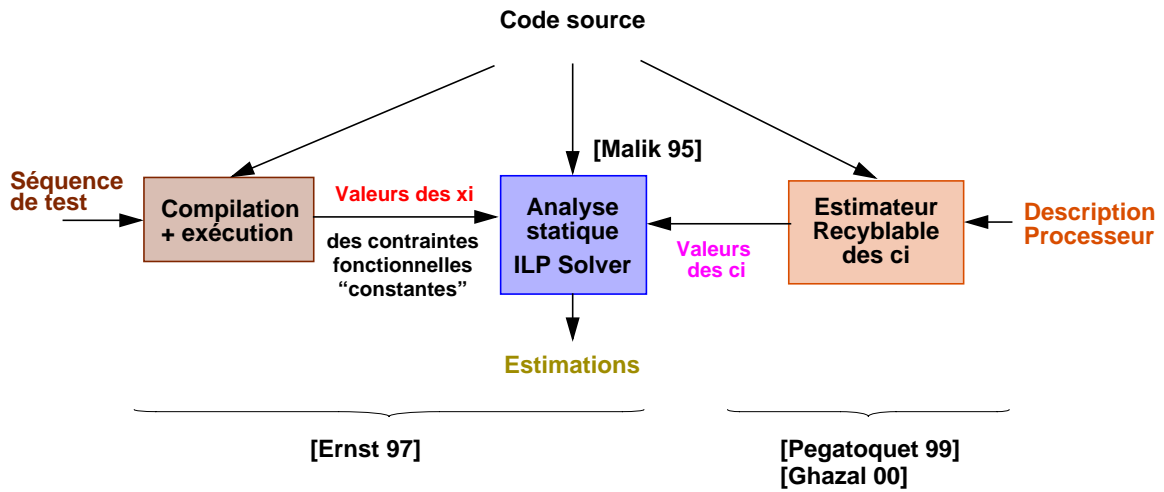 Code source
[Malik 95]
Séquence
de test
Compilation
+ exécution
Valeurs des xi
des contraintes
fonctionnelles
“constantes”
Analyse
statique
ILP Solver
Valeurs
des ci
Estimateur
Recyblable
des ci
Description
Processeur
Estimations
[Ernst 97]
[Pegatoquet 99]
[Ghazal 00]